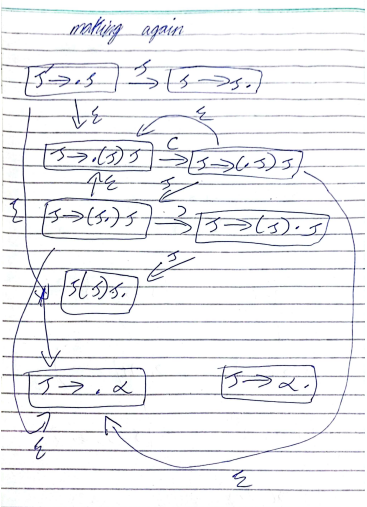 making again
S → . S S S → S .
ε ε
S → . ( S ) S ( S → ( . S ) S
ε S
ε S → ( S . ) S ) S → ( S ) . S
S
S ( S ) S .
S → . α S → α .
ε
ε